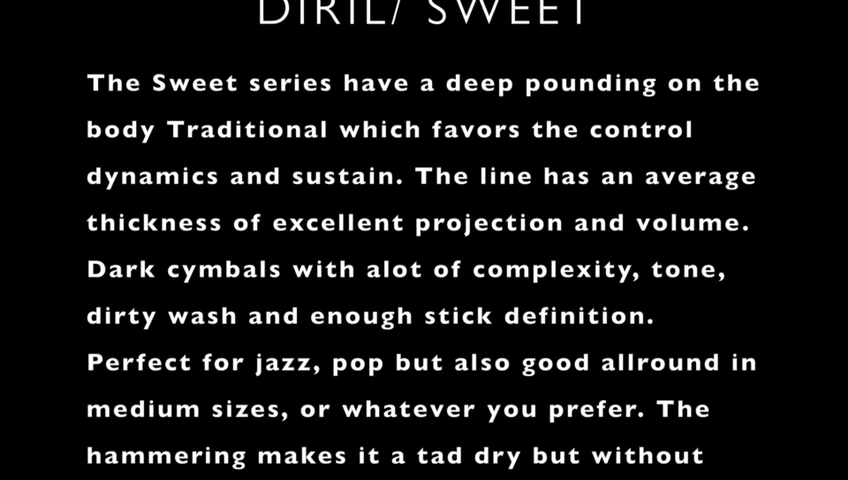 DIRIL/ SWEET
The Sweet series have a deep pounding on the
body Traditional which favors the control
dynamics and sustain. The line has an average
thickness of excellent projection and volume.
Dark cymbals with alot of complexity, tone,
dirty wash and enough stick definition.
Perfect for jazz, pop but also good allround in
medium sizes, or whatever you prefer. The
hammering makes it a tad dry but without